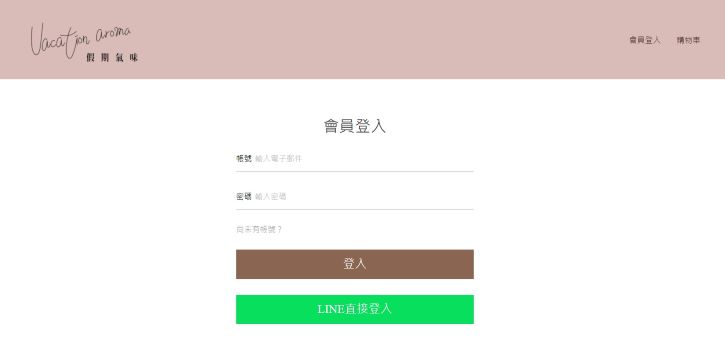 Vacation aroma
假期氣味
會員登入 購物車
會員登入
帳號 輸入電子郵件
密碼 輸入密碼
尚未有帳號？
登入
LINE直接登入